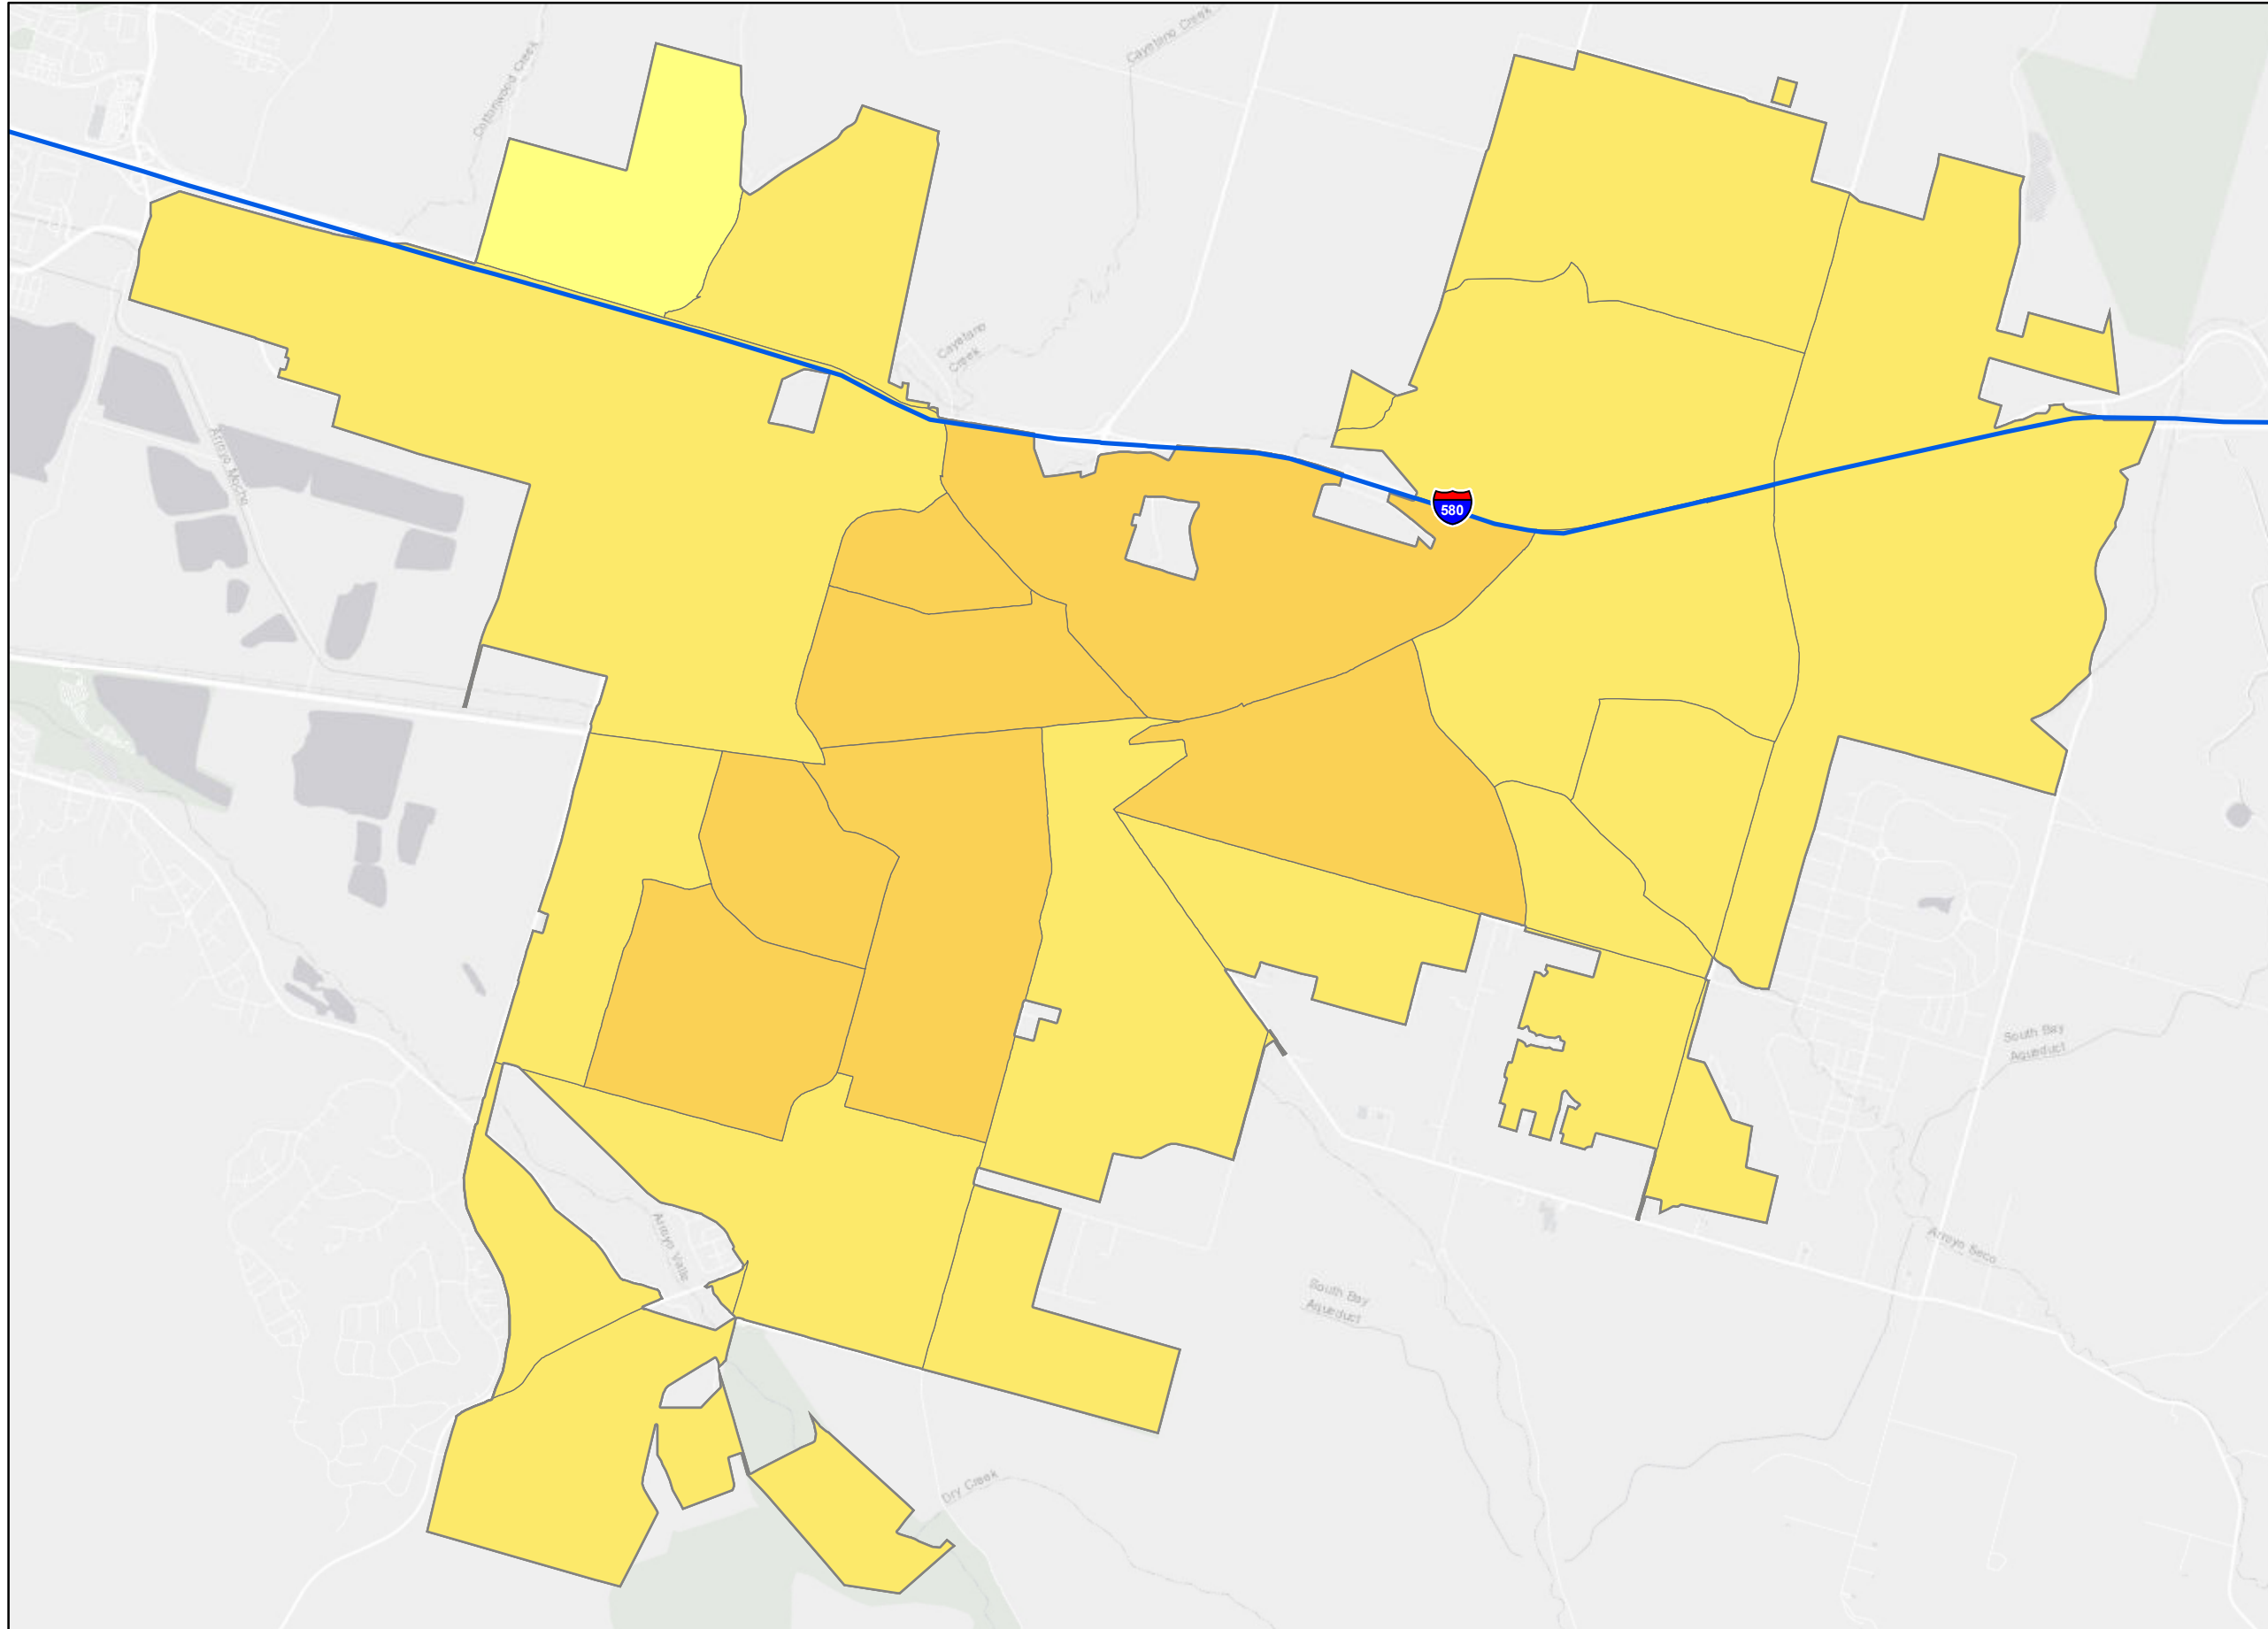 Cottonwood Creek
Cayetano Creek
Cayetano
Creek
Arroyo Mocho
580
South Bay
Aqueduct
Arroyo Valle
South Bay
Aqueduct
Arroyo Seco
Dry Creek